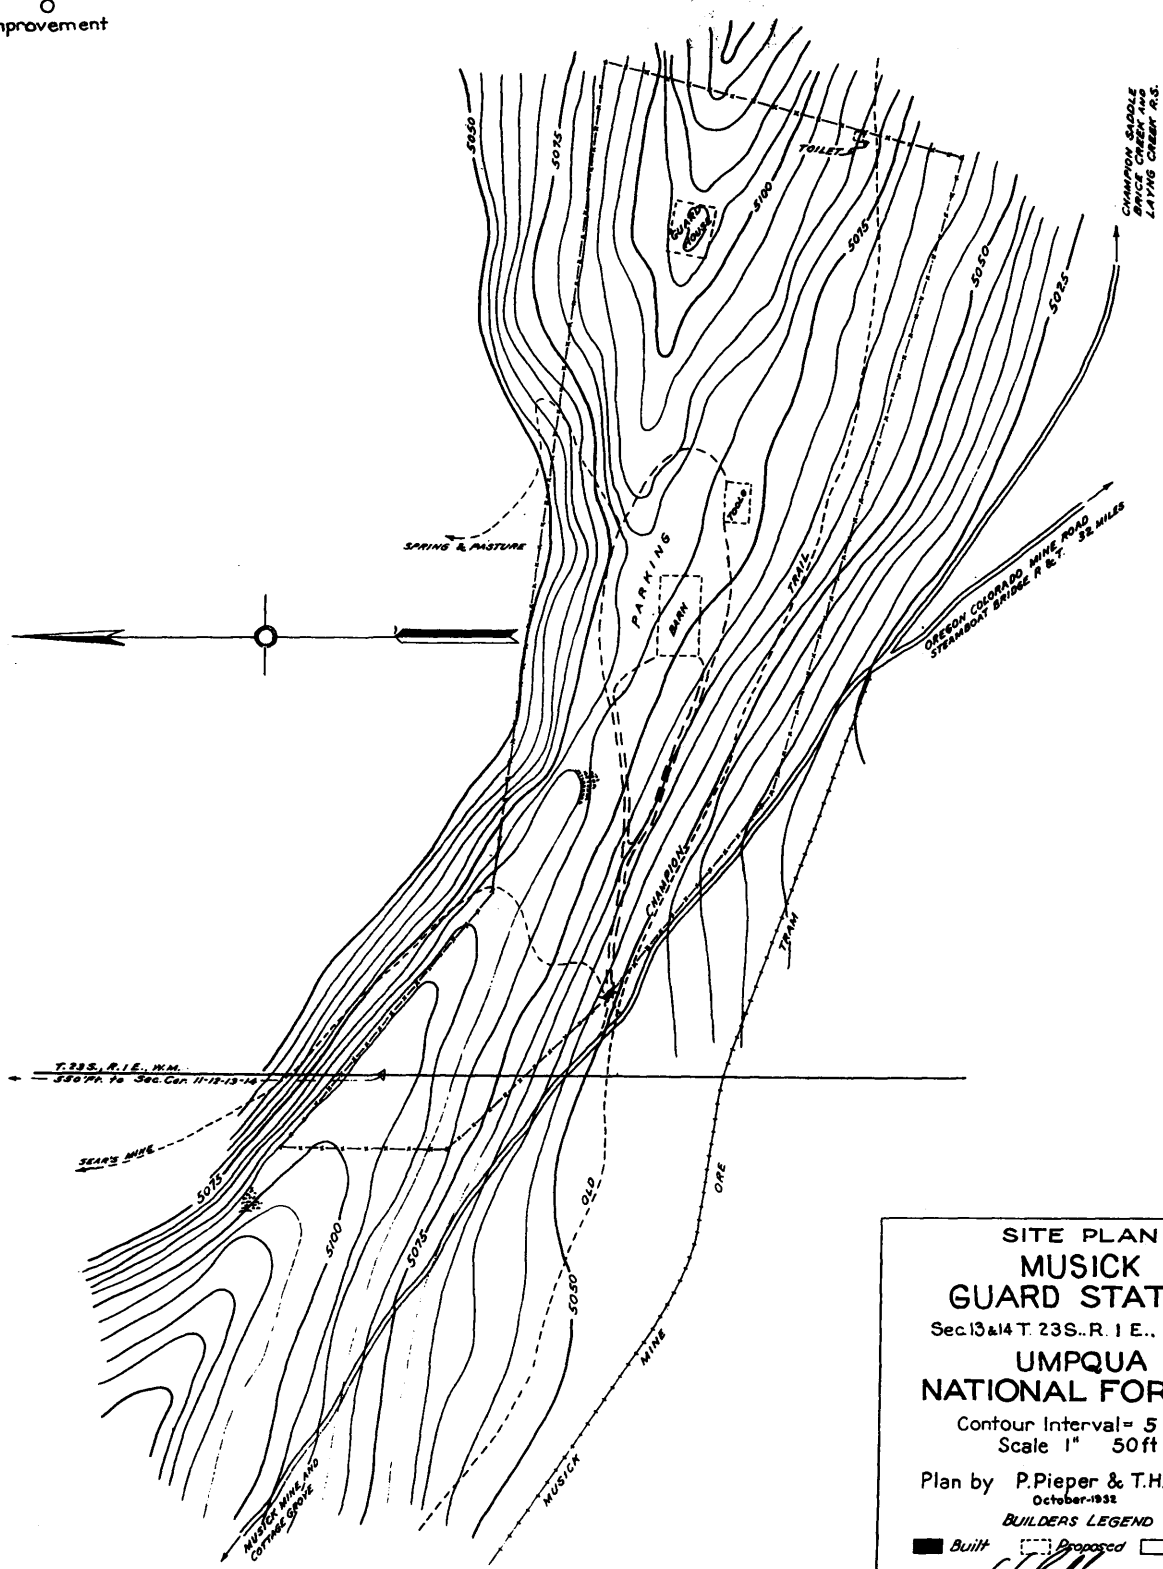 mprovement
CHAMPION SADDLE
BRICE CREEK AND
LAYNG CREEK R.S.
5050
5075
TOILET
5100
GUARD
HOUSE
5075
5050
5025
SPRING & PASTURE
PARKING
TOOLS
BARN
TRAIL
OREGON COLORADO MINE ROAD
STEAMBOAT BRIDGE R & T. 32 MILES
CHAMPION
TRAM
T. 23 S., R. 1 E., W.M.
550 Ft. to Sec. Cor. 11-12-13-14
SEAR'S MINE
5075
5100
5075
OLD
ORE
5050
MINE
MUSICK
MUSICK MINE AND
COTTAGE GROVE
SITE PLAN
MUSICK
GUARD STAT
Sec 13 & 14 T. 23 S.. R. 1 E..,
UMPQUA
NATIONAL FOR
Contour Interval = 5
Scale 1" 50 ft
Plan by P. Pieper & T.H.
October-1932
BUILDERS LEGEND
Built Proposed